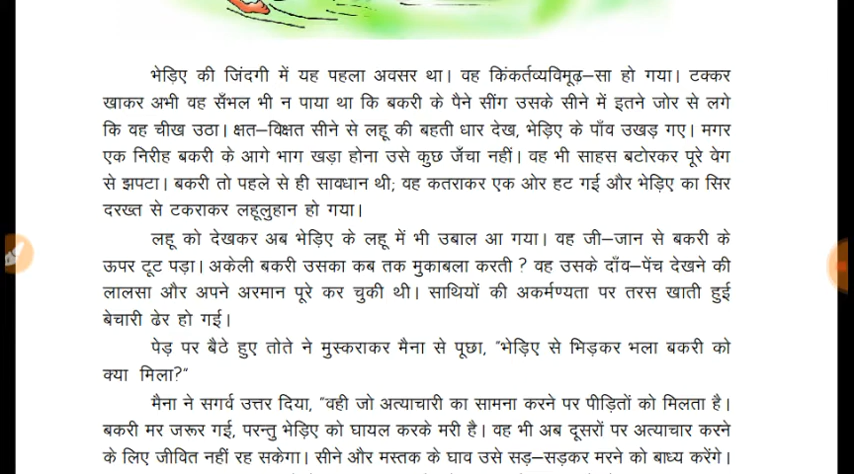 भेड़िए की जिंदगी में यह पहला अवसर था। वह किंकर्तव्यविमूढ़–सा हो गया। टक्कर
खाकर अभी वह सँभल भी न पाया था कि बकरी के पैने सींग उसके सीने में इतने जोर से लगे
कि वह चीख उठा। क्षत–विक्षत सीने से लहू की बहती धार देख, भेड़िए के पाँव उखड़ गए। मगर
एक निरीह बकरी के आगे भाग खड़ा होना उसे कुछ जँचा नहीं। वह भी साहस बटोरकर पूरे वेग
से झपटा। बकरी तो पहले से ही सावधान थी; वह कतराकर एक ओर हट गई और भेड़िए का सिर
दरख्त से टकराकर लहूलुहान हो गया।
लहू को देखकर अब भेड़िए के लहू में भी उबाल आ गया। वह जी–जान से बकरी के
ऊपर टूट पड़ा। अकेली बकरी उसका कब तक मुकाबला करती ? वह उसके दाँव–पेंच देखने की
लालसा और अपने अरमान पूरे कर चुकी थी। साथियों की अकर्मण्यता पर तरस खाती हुई
बेचारी ढेर हो गई।
पेड़ पर बैठे हुए तोते ने मुस्कराकर मैना से पूछा, "भेड़िए से भिड़कर भला बकरी को
क्या मिला?"
मैना ने सगर्व उत्तर दिया, "वही जो अत्याचारी का सामना करने पर पीड़ितों को मिलता है।
बकरी मर जरूर गई, परन्तु भेड़िए को घायल करके मरी है। वह भी अब दूसरों पर अत्याचार करने
के लिए जीवित नहीं रह सकेगा। सीने और मस्तक के घाव उसे सड़–सड़कर मरने को बाध्य करेंगे।